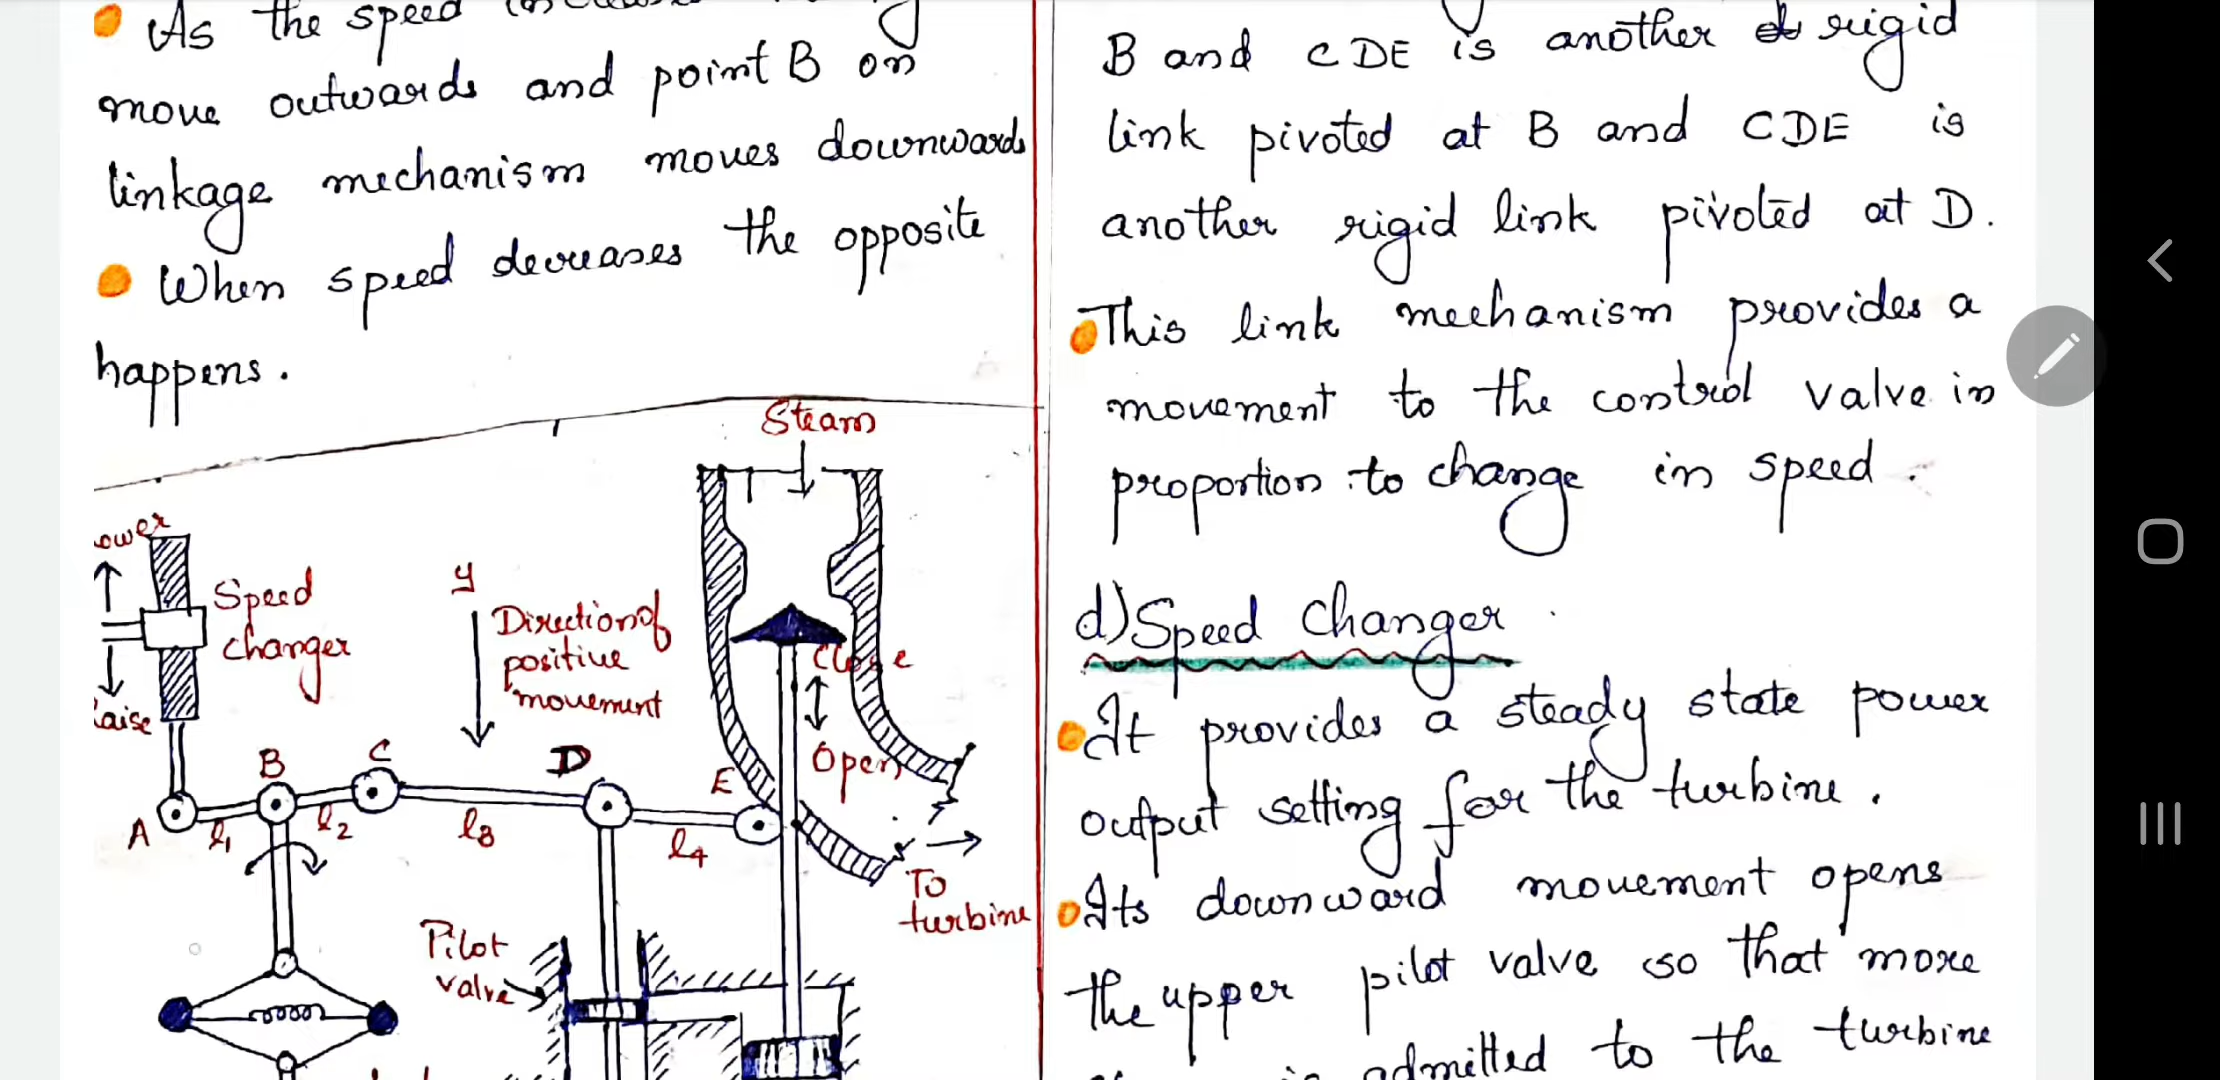 As the speed
move outwards and point B on
linkage mechanism moves downwards
When speed decreases the opposite
happens.
Steam
Speed
changer
y
Direction of
positive
movement
Close
Open
A
B
C
D
E
l1
l2
l3
l4
To
turbine
Pilot
valve
B and CDE is another rigid
link pivoted at B and CDE is
another rigid link pivoted at D.
This link mechanism provides a
movement to the control valve in
proportion to change in speed.
d) Speed Changer
It provides a steady state power
output setting for the turbine.
Its downward movement opens
the upper pilot valve so that more
is admitted to the turbine